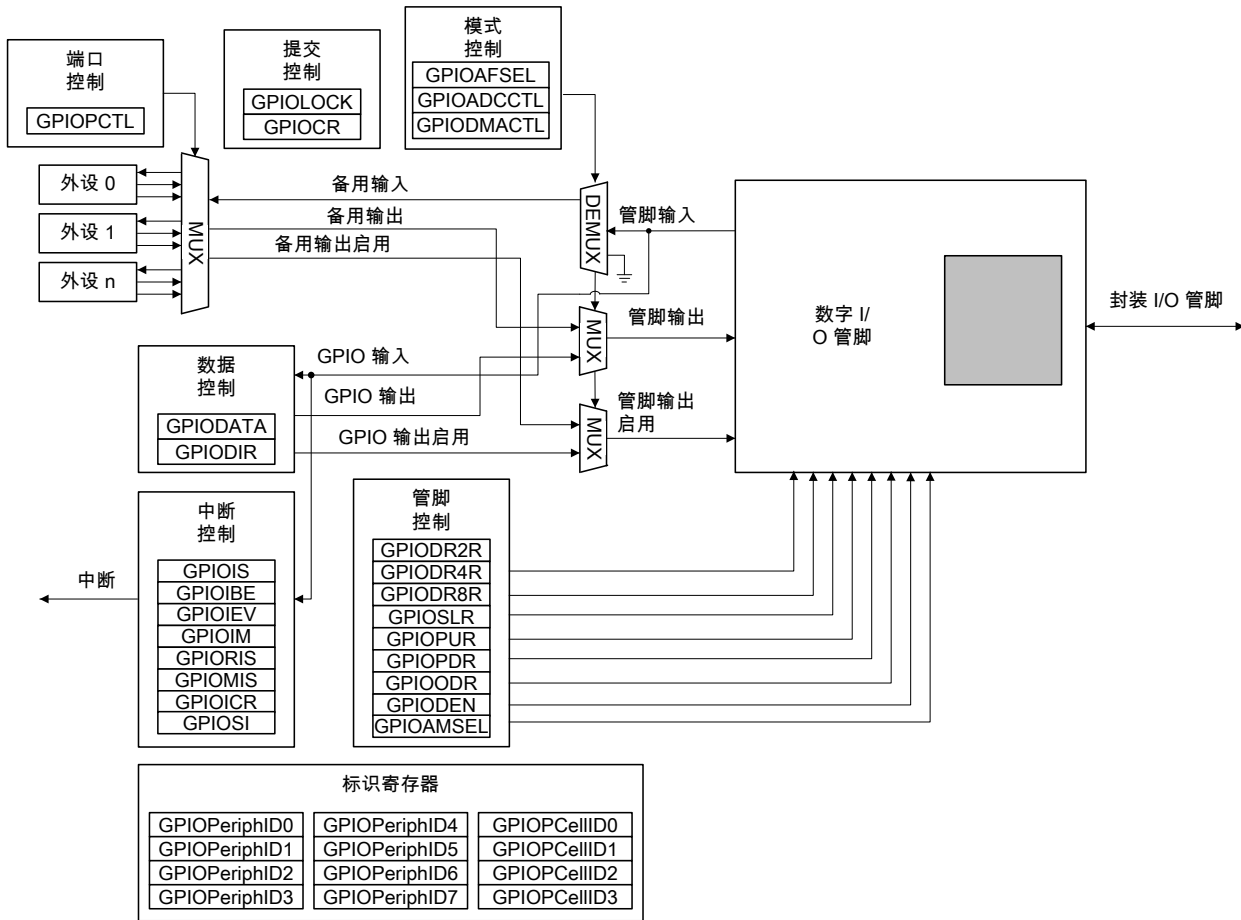 端口
控制
GPIOPCTL
提交
控制
GPIOLOCK
GPIOCR
模式
控制
GPIOAFSEL
GPIOADCCTL
GPIODMACTL
外设 0
外设 1
外设 n
MUX
备用输入
备用输出
备用输出启用
DEMUX
管脚输入
MUX
管脚输出
MUX
管脚输出
启用
数字 I/
O 管脚
封装 I/O 管脚
数据
控制
GPIODATA
GPIODIR
GPIO 输入
GPIO 输出
GPIO 输出启用
中断
中断
控制
GPIOIS
GPIOIBE
GPIOIEV
GPIOIM
GPIORIS
GPIOMIS
GPIOICR
GPIOSI
管脚
控制
GPIODR2R
GPIODR4R
GPIODR8R
GPIOSLR
GPIOPUR
GPIOPDR
GPIOODR
GPIODEN
GPIOAMSEL
标识寄存器
GPIOPeriphID0
GPIOPeriphID1
GPIOPeriphID2
GPIOPeriphID3
GPIOPeriphID4
GPIOPeriphID5
GPIOPeriphID6
GPIOPeriphID7
GPIOPCellID0
GPIOPCellID1
GPIOPCellID2
GPIOPCellID3